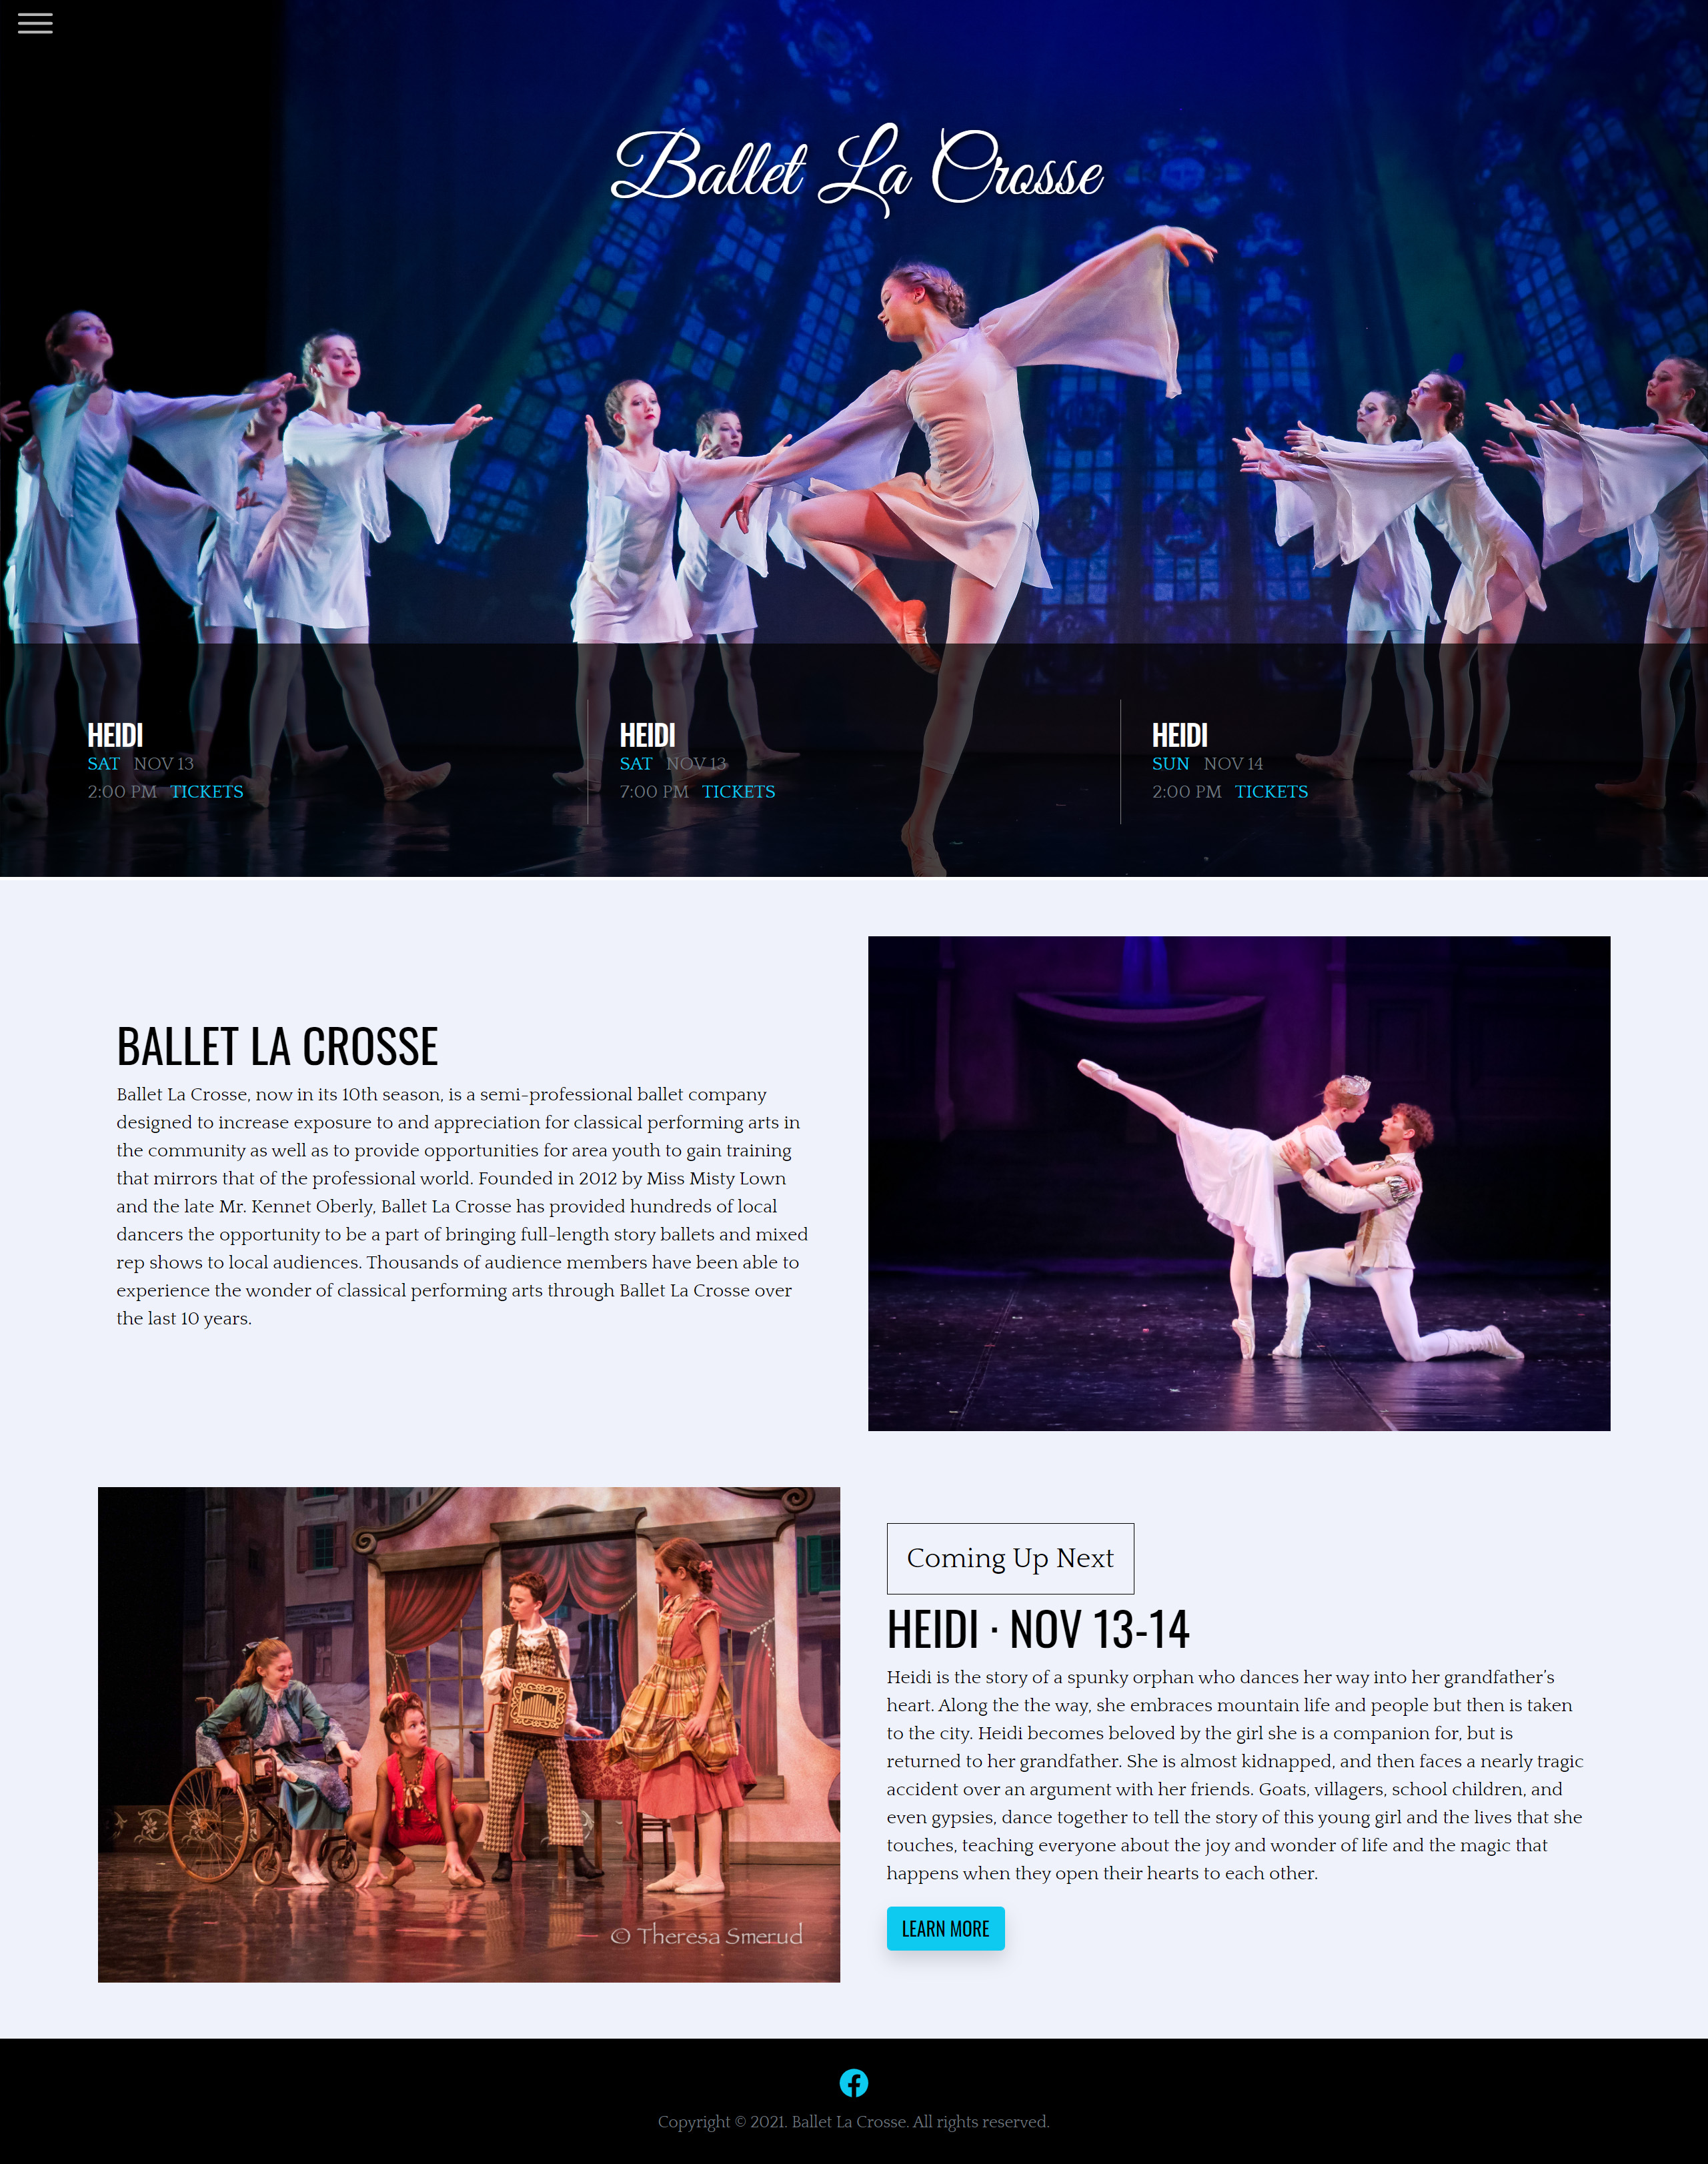 Ballet La Crosse
HEIDI
SAT NOV 13
2:00 PM TICKETS
HEIDI
SAT NOV 13
7:00 PM TICKETS
HEIDI
SUN NOV 14
2:00 PM TICKETS
BALLET LA CROSSE
Ballet La Crosse, now in its 10th season, is a semi-professional ballet company
designed to increase exposure to and appreciation for classical performing arts in
the community as well as to provide opportunities for area youth to gain training
that mirrors that of the professional world. Founded in 2012 by Miss Misty Lown
and the late Mr. Kennet Oberly, Ballet La Crosse has provided hundreds of local
dancers the opportunity to be a part of bringing full-length story ballets and mixed
rep shows to local audiences. Thousands of audience members have been able to
experience the wonder of classical performing arts through Ballet La Crosse over
the last 10 years.
© Theresa Smerud
Coming Up Next
HEIDI · NOV 13-14
Heidi is the story of a spunky orphan who dances her way into her grandfather's
heart. Along the the way, she embraces mountain life and people but then is taken
to the city. Heidi becomes beloved by the girl she is a companion for, but is
returned to her grandfather. She is almost kidnapped, and then faces a nearly tragic
accident over an argument with her friends. Goats, villagers, school children, and
even gypsies, dance together to tell the story of this young girl and the lives that she
touches, teaching everyone about the joy and wonder of life and the magic that
happens when they open their hearts to each other.
LEARN MORE
Copyright © 2021. Ballet La Crosse. All rights reserved.